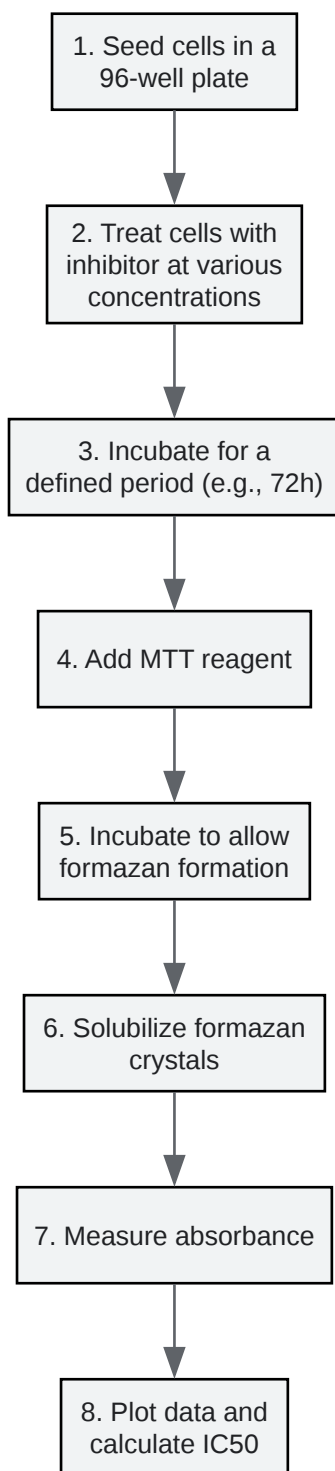 1. Seed cells in a
96-well plate
2. Treat cells with
inhibitor at various
concentrations
3. Incubate for a
defined period (e.g., 72h)
4. Add MTT reagent
5. Incubate to allow
formazan formation
6. Solubilize formazan
crystals
7. Measure absorbance
8. Plot data and
calculate IC50